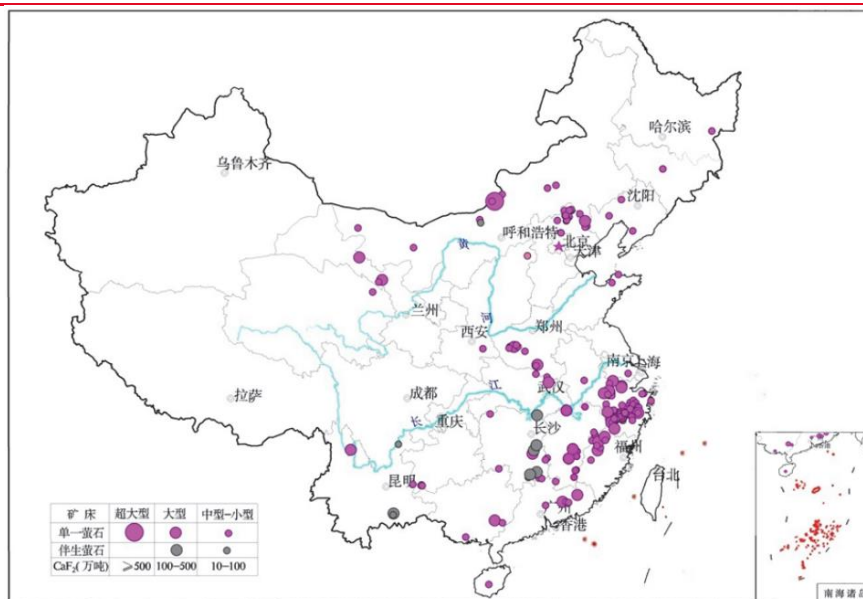 哈尔滨
乌鲁木齐
沈阳
呼和浩特
北京
天津
黄
河
兰州
西安
郑州
南京
上海
拉萨
成都
武汉
江
长
重庆
长沙
福州
昆明
台北
广州
香港
矿 床 超大型 大型 中型-小型
单一萤石
伴生萤石
CaF₂(万吨) ⩾500 100-500 10-100